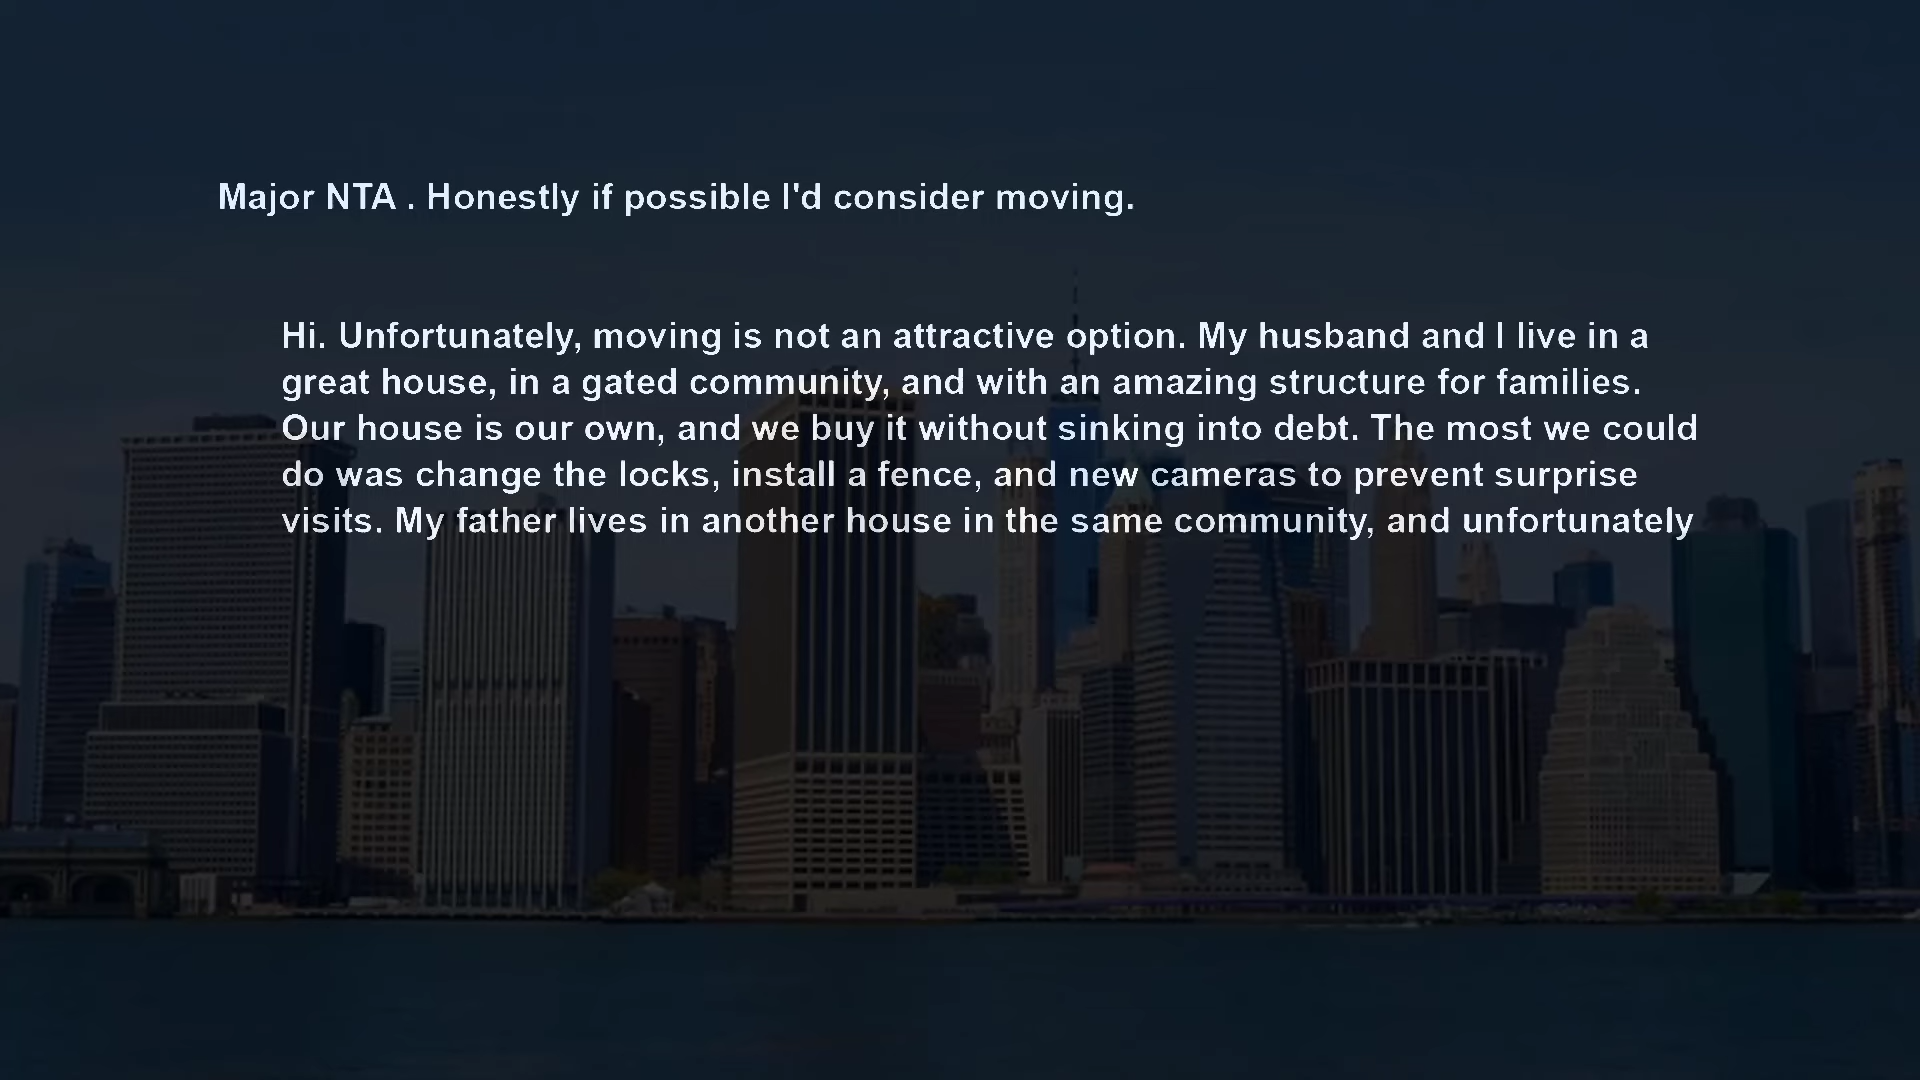 Major NTA . Honestly if possible I'd consider moving.
Hi. Unfortunately, moving is not an attractive option. My husband and I live in a
great house, in a gated community, and with an amazing structure for families.
Our house is our own, and we buy it without sinking into debt. The most we could
do was change the locks, install a fence, and new cameras to prevent surprise
visits. My father lives in another house in the same community, and unfortunately